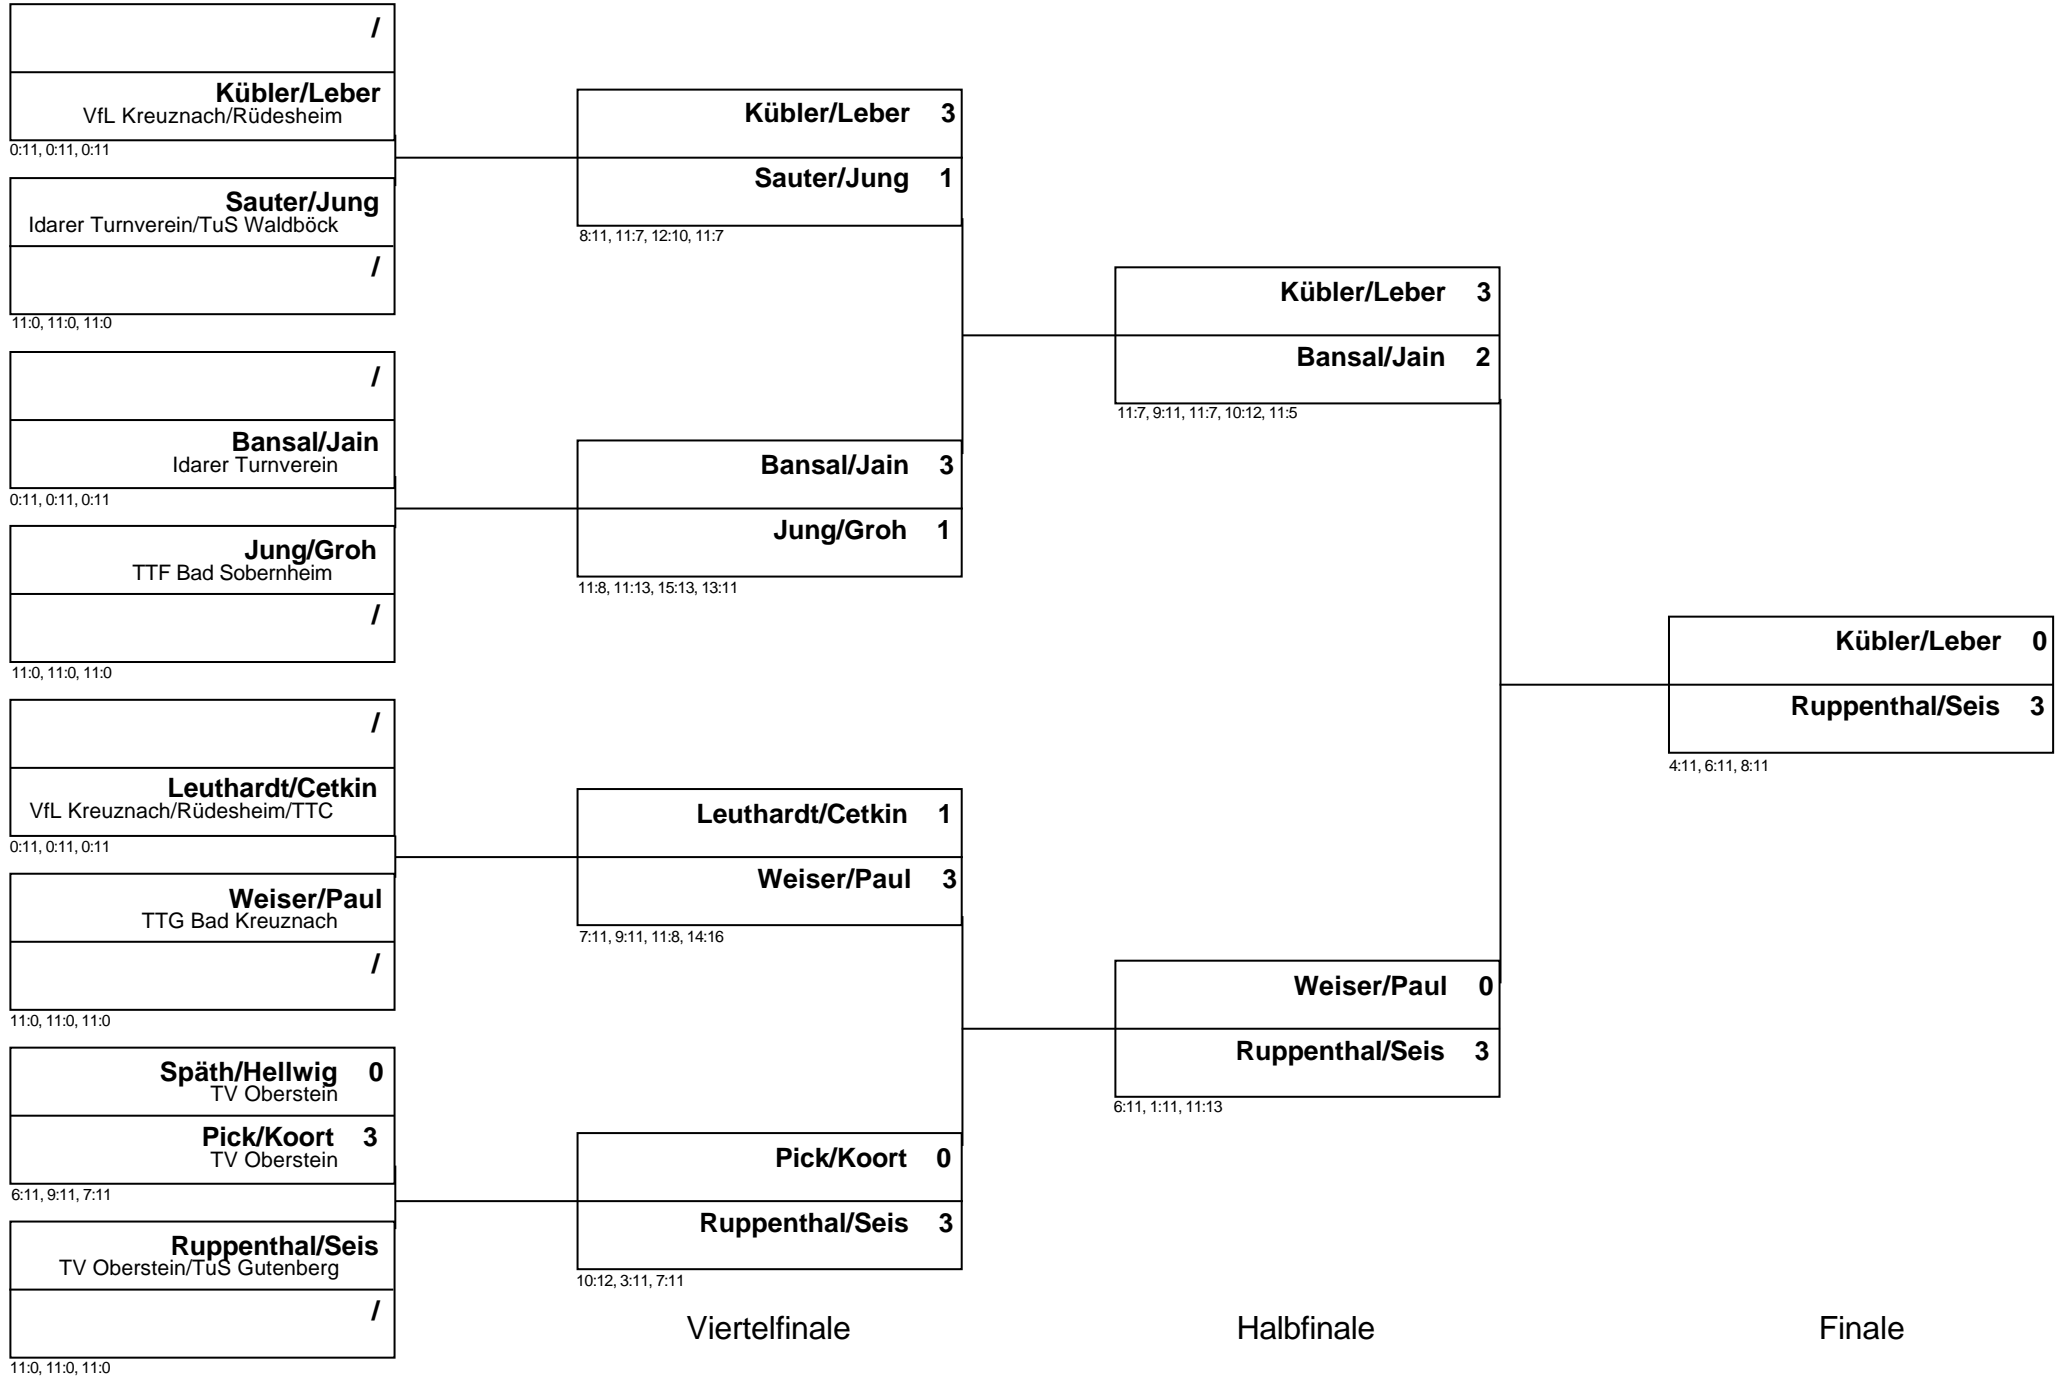 /
Kübler/Leber
VfL Kreuznach/Rüdesheim
0:11, 0:11, 0:11
Sauter/Jung
Idarer Turnverein/TuS Waldböck
/
11:0, 11:0, 11:0
/
Bansal/Jain
Idarer Turnverein
0:11, 0:11, 0:11
Jung/Groh
TTF Bad Sobernheim
/
11:0, 11:0, 11:0
/
Leuthardt/Cetkin
VfL Kreuznach/Rüdesheim/TTC
0:11, 0:11, 0:11
Weiser/Paul
TTG Bad Kreuznach
/
11:0, 11:0, 11:0
Späth/Hellwig 0
TV Oberstein
Pick/Koort 3
TV Oberstein
6:11, 9:11, 7:11
Ruppenthal/Seis
TV Oberstein/TuS Gutenberg
/
11:0, 11:0, 11:0
Kübler/Leber 3
Sauter/Jung 1
8:11, 11:7, 12:10, 11:7
Bansal/Jain 3
Jung/Groh 1
11:8, 11:13, 15:13, 13:11
Leuthardt/Cetkin 1
Weiser/Paul 3
7:11, 9:11, 11:8, 14:16
Pick/Koort 0
Ruppenthal/Seis 3
10:12, 3:11, 7:11
Viertelfinale
Kübler/Leber 3
Bansal/Jain 2
11:7, 9:11, 11:7, 10:12, 11:5
Weiser/Paul 0
Ruppenthal/Seis 3
6:11, 1:11, 11:13
Halbfinale
Kübler/Leber 0
Ruppenthal/Seis 3
4:11, 6:11, 8:11
Finale